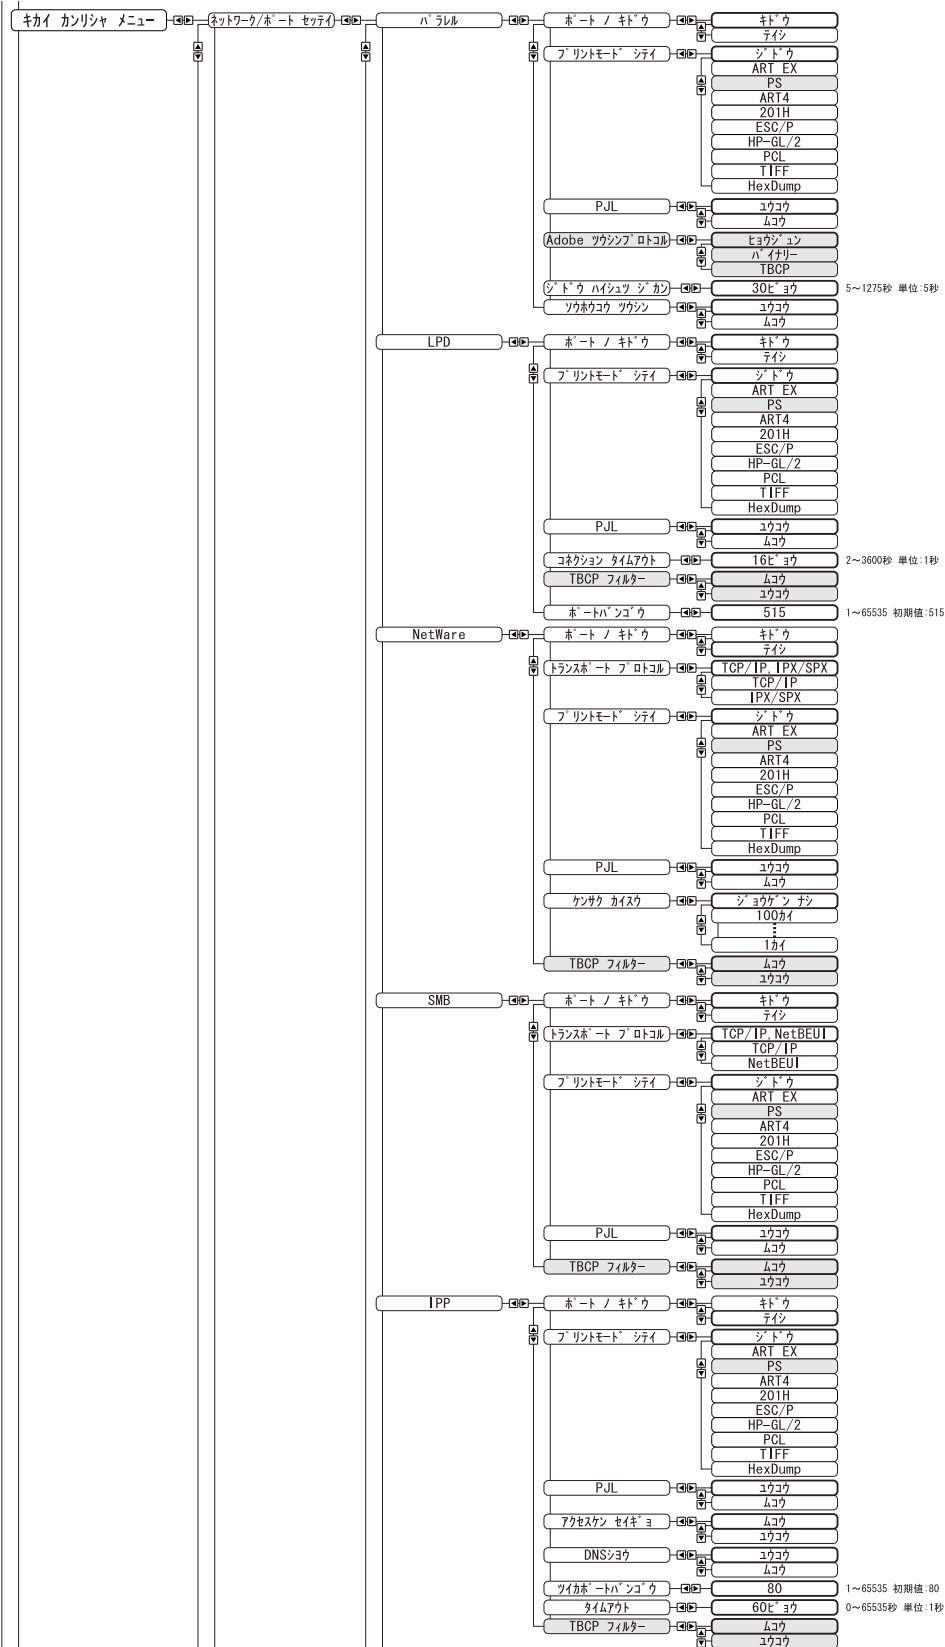 キカイ カンリシャ メニュー
ネットワーク/ポート セッテイ
パラレル
ポート ノ キドウ
キドウ
テイシ
プリントモード シテイ
ジドウ
ART EX
PS
ART4
201H
ESC/P
HP-GL/2
PCL
TIFF
HexDump
PJL
ユウコウ
ムコウ
Adobe ツウシンプロトコル
ヒョウジュン
バイナリー
TBCP
ジドウ ハイシュツ ジカン
30ビョウ
5～1275秒 単位:5秒
ソウホウコウ ツウシン
ユウコウ
ムコウ
LPD
ポート ノ キドウ
キドウ
テイシ
プリントモード シテイ
ジドウ
ART EX
PS
ART4
201H
ESC/P
HP-GL/2
PCL
TIFF
HexDump
PJL
ユウコウ
ムコウ
コネクション タイムアウト
16ビョウ
2～3600秒 単位:1秒
TBCP フィルター
ムコウ
ユウコウ
ポートバンゴウ
515
1～65535 初期値:515
NetWare
ポート ノ キドウ
キドウ
テイシ
トランスポート プロトコル
TCP/IP,IPX/SPX
TCP/IP
IPX/SPX
プリントモード シテイ
ジドウ
ART EX
PS
ART4
201H
ESC/P
HP-GL/2
PCL
TIFF
HexDump
PJL
ユウコウ
ムコウ
ケンサク カイスウ
ジョウゲン ナシ
100カイ
1カイ
TBCP フィルター
ムコウ
ユウコウ
SMB
ポート ノ キドウ
キドウ
テイシ
トランスポート プロトコル
TCP/IP,NetBEUI
TCP/IP
NetBEUI
プリントモード シテイ
ジドウ
ART EX
PS
ART4
201H
ESC/P
HP-GL/2
PCL
TIFF
HexDump
PJL
ユウコウ
ムコウ
TBCP フィルター
ムコウ
ユウコウ
IPP
ポート ノ キドウ
キドウ
テイシ
プリントモード シテイ
ジドウ
ART EX
PS
ART4
201H
ESC/P
HP-GL/2
PCL
TIFF
HexDump
PJL
ユウコウ
ムコウ
アクセスケン セイギョ
ムコウ
ユウコウ
DNSシヨウ
ユウコウ
ムコウ
ツイカポートバンゴウ
80
1～65535 初期値:80
タイムアウト
60ビョウ
0～65535秒 単位:1秒
TBCP フィルター
ムコウ
ユウコウ